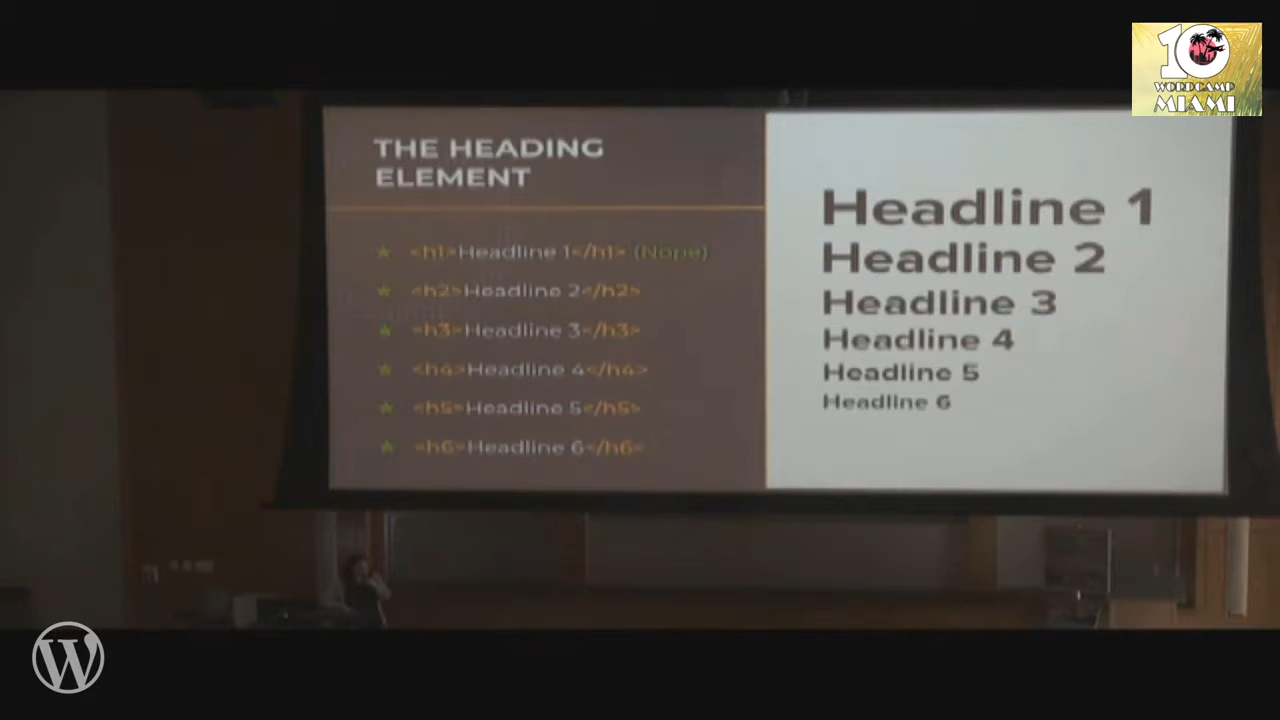 10
WORDCAMP
MIAMI
THE HEADING
ELEMENT
<h1>Headline 1</h1> (Nope)
<h2>Headline 2</h2>
<h3>Headline 3</h3>
<h4>Headline 4</h4>
<h5>Headline 5</h5>
<h6>Headline 6</h6>
Headline 1
Headline 2
Headline 3
Headline 4
Headline 5
Headline 6
W